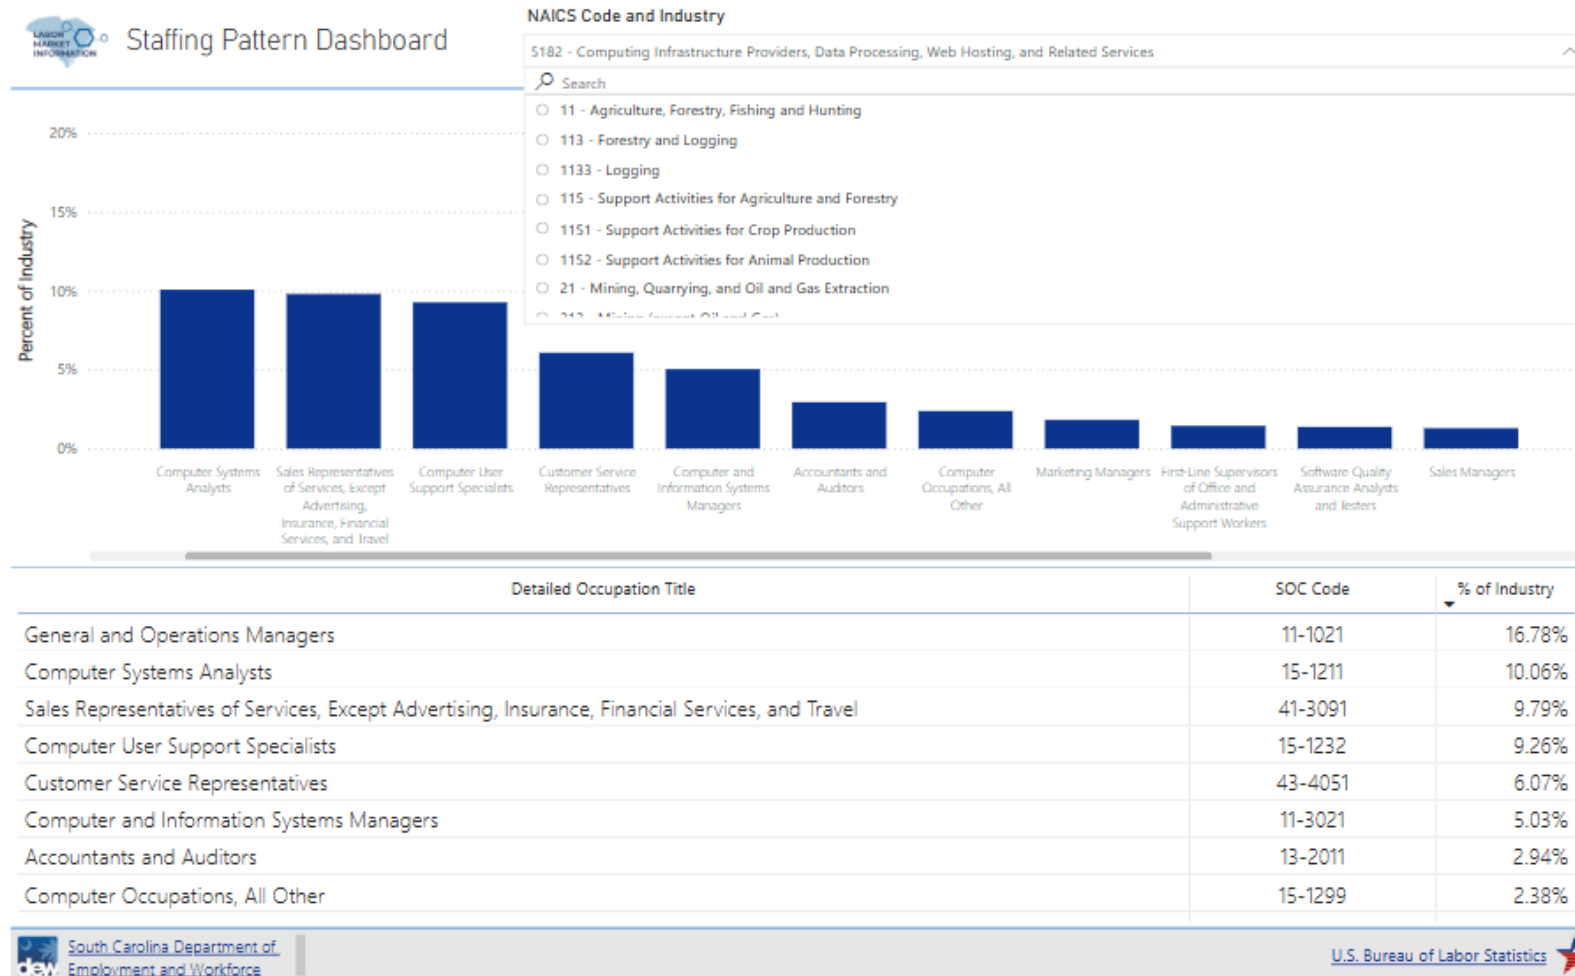 LABOR
MARKET
INFORMATION
Staffing Pattern Dashboard
NAICS Code and Industry
5182 - Computing Infrastructure Providers, Data Processing, Web Hosting, and Related Services
Search
11 - Agriculture, Forestry, Fishing and Hunting
113 - Forestry and Logging
1133 - Logging
115 - Support Activities for Agriculture and Forestry
1151 - Support Activities for Crop Production
1152 - Support Activities for Animal Production
21 - Mining, Quarrying, and Oil and Gas Extraction
212 - Mining (except Oil and Gas)
Percent of Industry
20%
15%
10%
5%
0%
Computer Systems
Analysts
Sales Representatives
of Services, Except
Advertising,
Insurance, Financial
Services, and Travel
Computer User
Support Specialists
Customer Service
Representatives
Computer and
Information Systems
Managers
Accountants and
Auditors
Computer
Occupations, All
Other
Marketing Managers
First-Line Supervisors
of Office and
Administrative
Support Workers
Software Quality
Assurance Analysts
and Testers
Sales Managers
Detailed Occupation Title SOC Code % of Industry
General and Operations Managers 11-1021 16.78%
Computer Systems Analysts 15-1211 10.06%
Sales Representatives of Services, Except Advertising, Insurance, Financial Services, and Travel 41-3091 9.79%
Computer User Support Specialists 15-1232 9.26%
Customer Service Representatives 43-4051 6.07%
Computer and Information Systems Managers 11-3021 5.03%
Accountants and Auditors 13-2011 2.94%
Computer Occupations, All Other 15-1299 2.38%
dew
South Carolina Department of
Employment and Workforce
U.S. Bureau of Labor Statistics